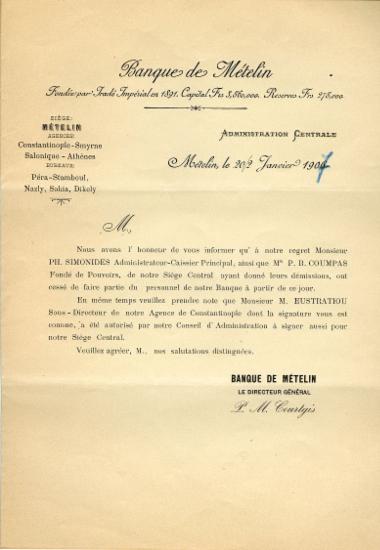 Banque de Mételin
Fondée par Iradé Impérial en 1891. Capital Frs 3,550,000. Reserves Frs 275,000
SIÈGE:
MÉTELIN
AGENCES
Constantinople-Smyrne
Salonique-Athènes
BUREAUX:
Péra-Stamboul,
Nazly, Sokia, Dikely
ADMINISTRATION CENTRALE
Mételin, le 20/2 Janvier 1907
M,
Nous avons l' honneur de vous informer qu' à notre regret Monsieur
PH. SIMONIDES Administrateur-Caissier Principal, ainsi que Mr P. B. COUMPAS
Fondé de Pouvoirs, de notre Siège Central ayant donné leurs démissions, ont
cessé de faire partie du personnel de notre Banque à partir de ce jour.
En même temps veuillez prendre note que Monsieur M. EUSTRATIOU
Sous-Directeur de notre Agence de Constantinople dont la signature vous est
connue, a été autorisé par notre Conseil d' Administration à signer aussi pour
notre Siège Central.
Veuillez agréer, M., nos salutations distinguées.
BANQUE DE MÉTELIN
LE DIRECTEUR GÉNÉRAL
P. M. Courtgis